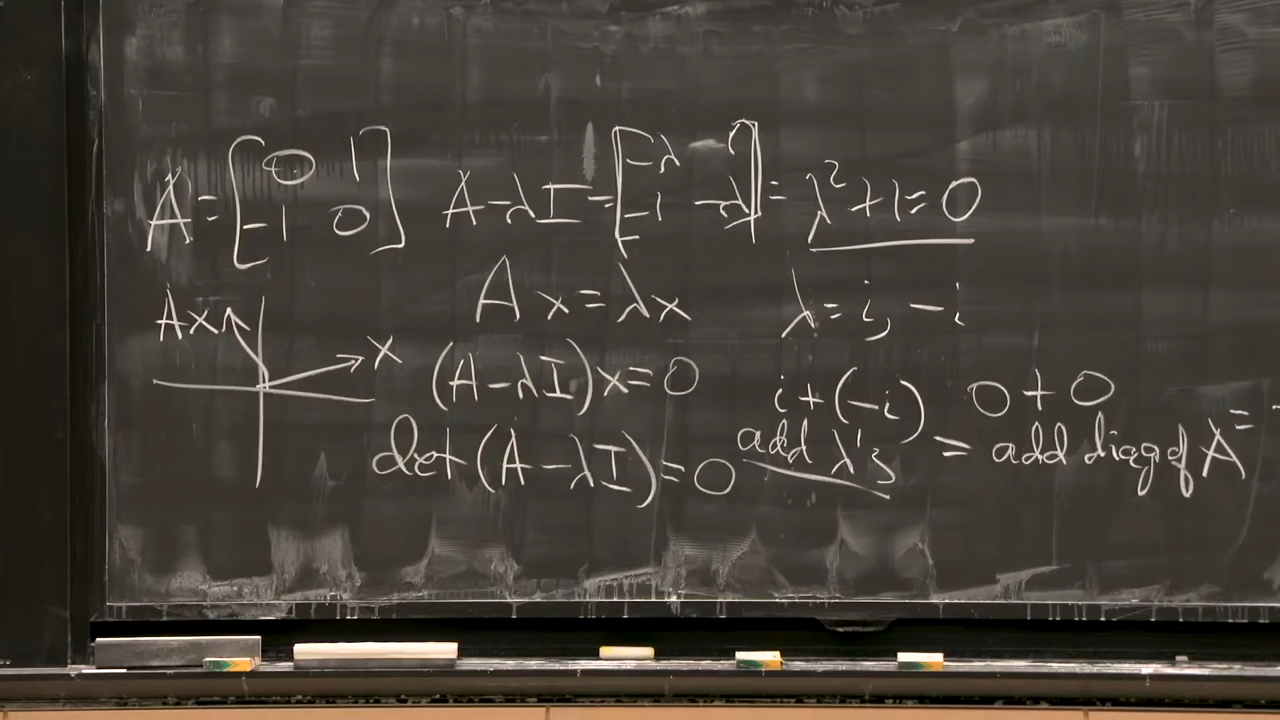 A = [ 0 1 ; -1 0 ] A - λI = [ -λ 1 ; -1 -λ ] = λ² + 1 = 0
Ax = λx λ = i, -i
Ax x
(A - λI)x = 0 i + (-i) 0 + 0
det(A - λI) = 0 add λ's = add diag of A =